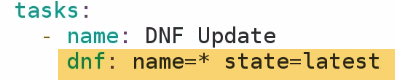 tasks:
- name: DNF Update
dnf: name=* state=latest